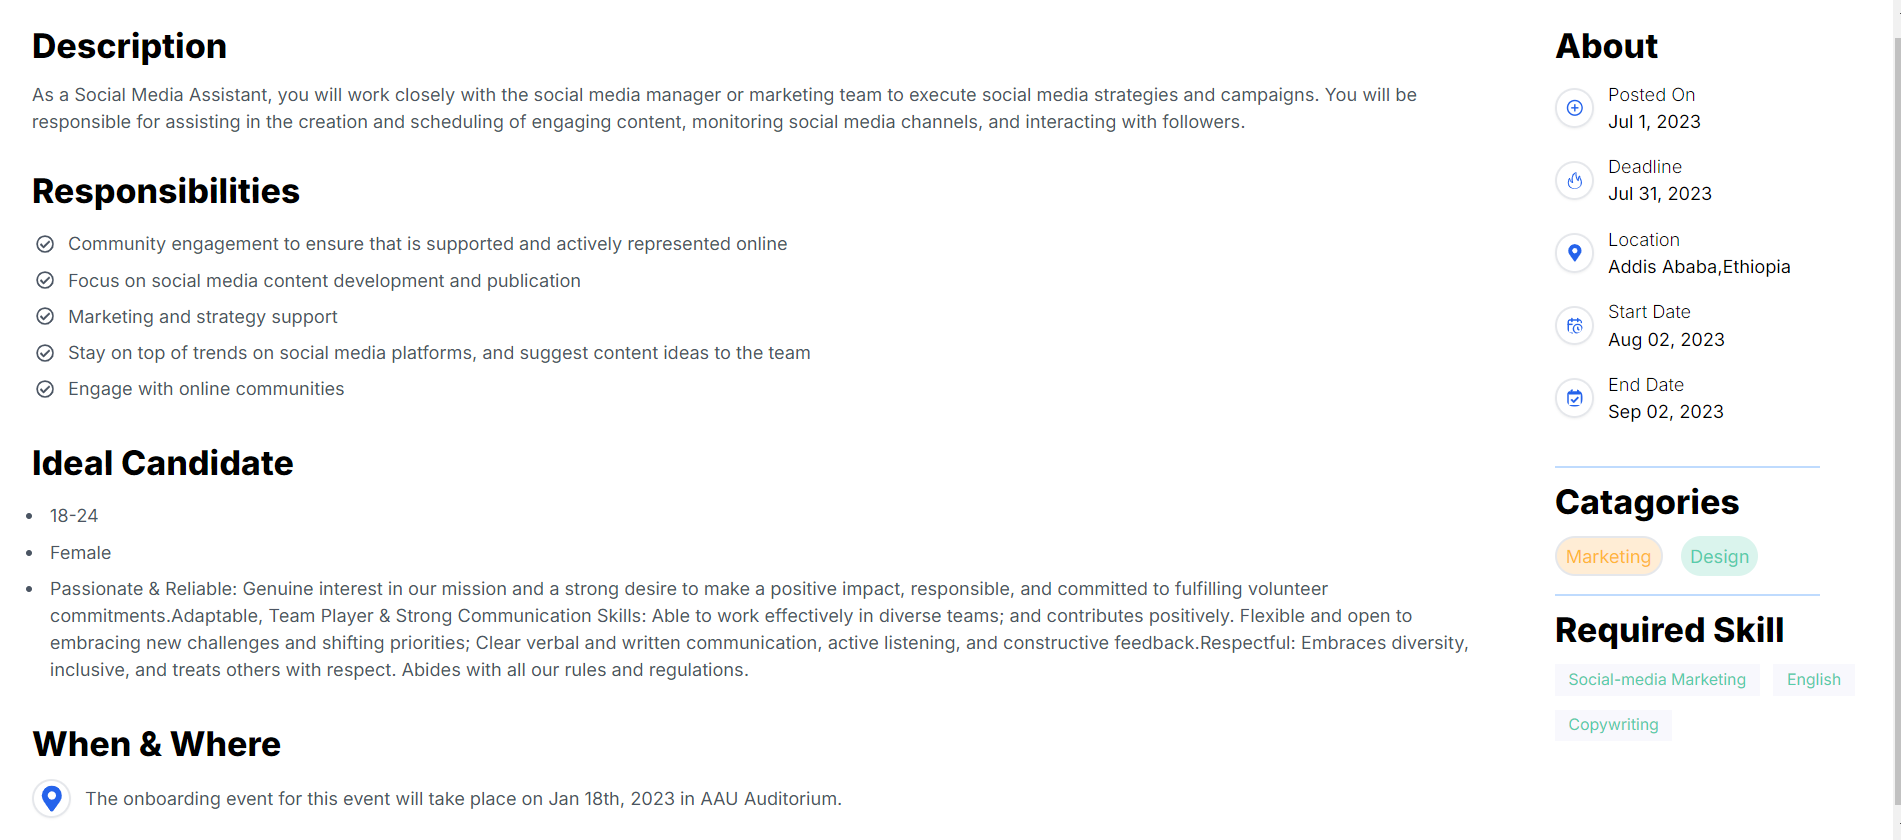 Description
As a Social Media Assistant, you will work closely with the social media manager or marketing team to execute social media strategies and campaigns. You will be
responsible for assisting in the creation and scheduling of engaging content, monitoring social media channels, and interacting with followers.
Responsibilities
Community engagement to ensure that is supported and actively represented online
Focus on social media content development and publication
Marketing and strategy support
Stay on top of trends on social media platforms, and suggest content ideas to the team
Engage with online communities
Ideal Candidate
18-24
Female
Passionate & Reliable: Genuine interest in our mission and a strong desire to make a positive impact, responsible, and committed to fulfilling volunteer
commitments.Adaptable, Team Player & Strong Communication Skills: Able to work effectively in diverse teams; and contributes positively. Flexible and open to
embracing new challenges and shifting priorities; Clear verbal and written communication, active listening, and constructive feedback.Respectful: Embraces diversity,
inclusive, and treats others with respect. Abides with all our rules and regulations.
When & Where
The onboarding event for this event will take place on Jan 18th, 2023 in AAU Auditorium.
About
Posted On
Jul 1, 2023
Deadline
Jul 31, 2023
Location
Addis Ababa,Ethiopia
Start Date
Aug 02, 2023
End Date
Sep 02, 2023
Catagories
Marketing Design
Required Skill
Social-media Marketing English
Copywriting